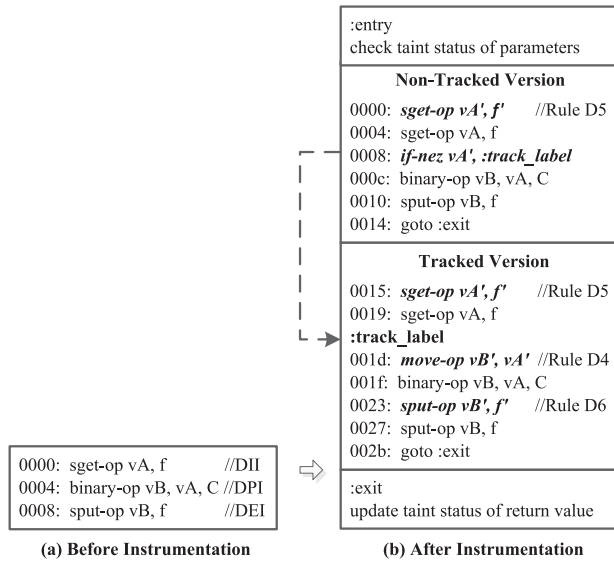 0000: sget-op vA, f //DII
0004: binary-op vB, vA, C //DPI
0008: sput-op vB, f //DEI
(a) Before Instrumentation
:entry
check taint status of parameters
Non-Tracked Version
0000: sget-op vA', f' //Rule D5
0004: sget-op vA, f
0008: if-nez vA', :track_label
000c: binary-op vB, vA, C
0010: sput-op vB, f
0014: goto :exit
Tracked Version
0015: sget-op vA', f' //Rule D5
0019: sget-op vA, f
:track_label
001d: move-op vB', vA' //Rule D4
001f: binary-op vB, vA, C
0023: sput-op vB', f' //Rule D6
0027: sput-op vB, f
002b: goto :exit
:exit
update taint status of return value
(b) After Instrumentation